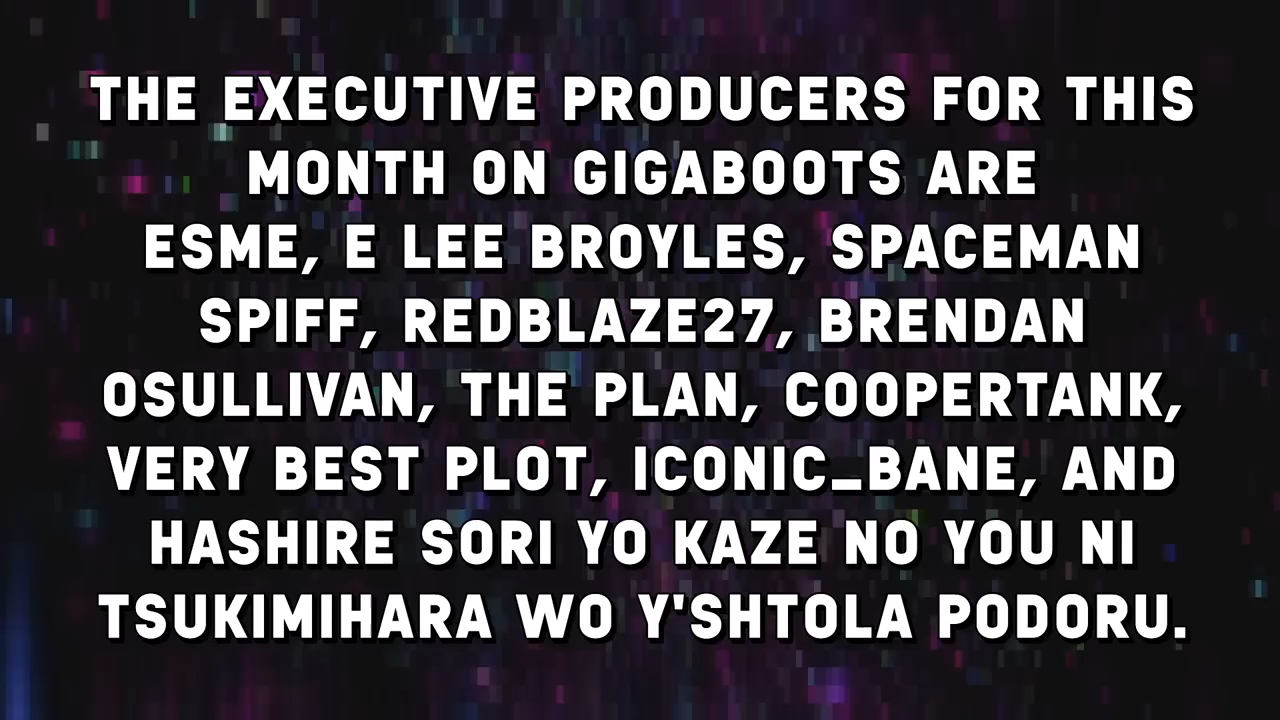 THE EXECUTIVE PRODUCERS FOR THIS
MONTH ON GIGABOOTS ARE
ESME, E LEE BROYLES, SPACEMAN
SPIFF, REDBLAZE27, BRENDAN
OSULLIVAN, THE PLAN, COOPERTANK,
VERY BEST PLOT, ICONIC_BANE, AND
HASHIRE SORI YO KAZE NO YOU NI
TSUKIMIHARA WO Y'SHTOLA PODORU.